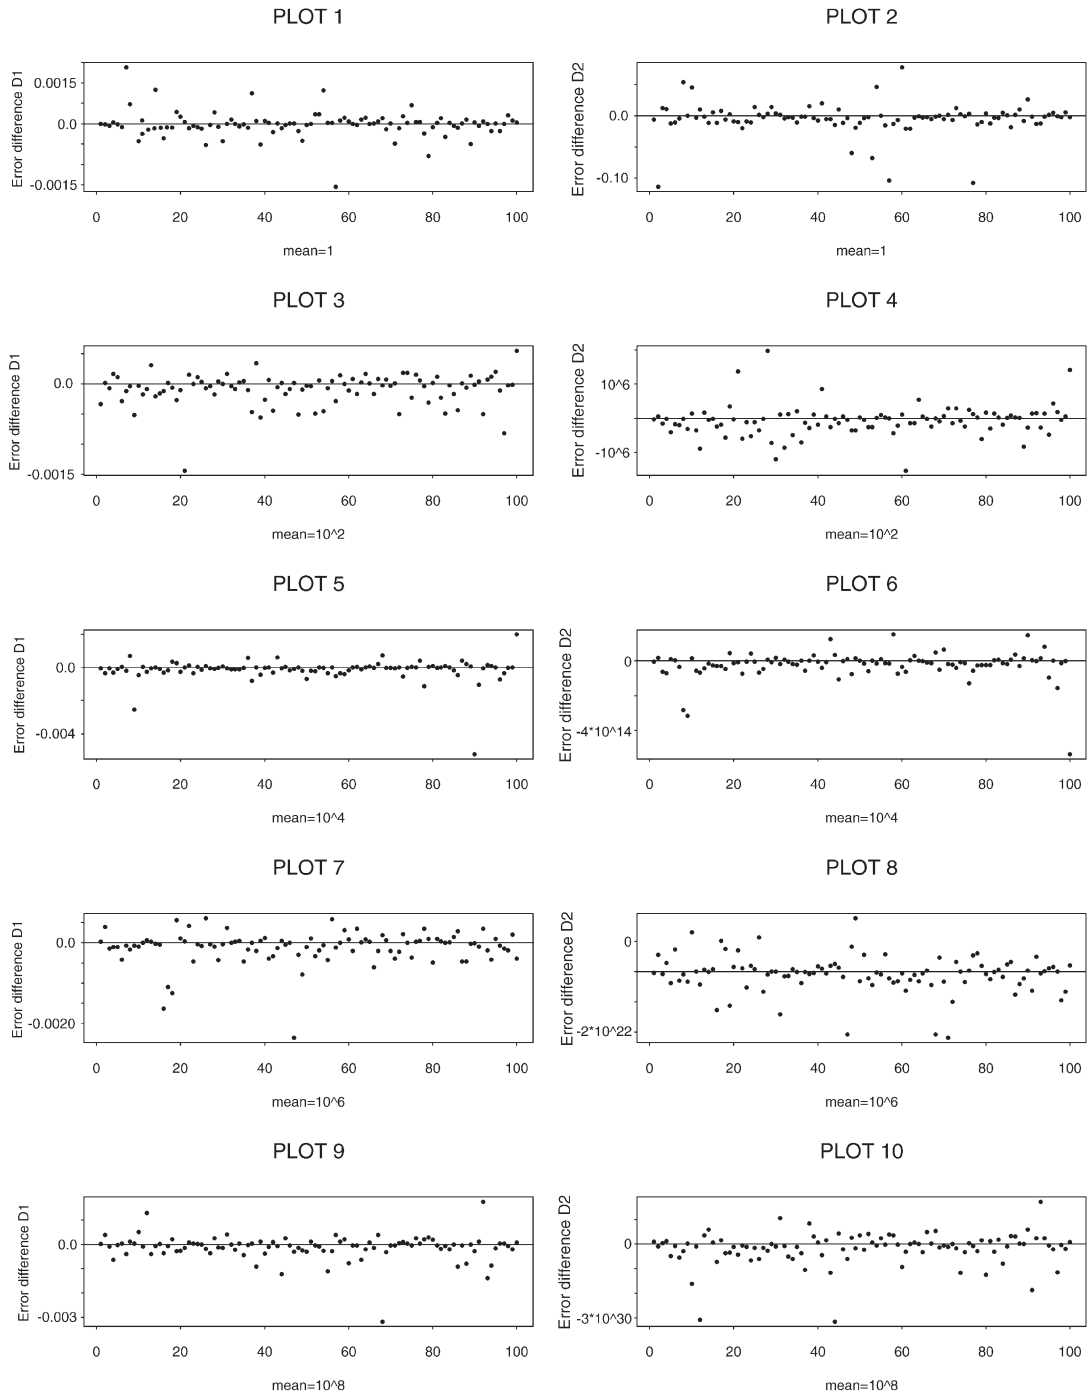 PLOT 1
Error difference D1
0.0015
0.0
-0.0015
0 20 40 60 80 100
mean=1
PLOT 2
Error difference D2
0.0
-0.10
0 20 40 60 80 100
mean=1
PLOT 3
Error difference D1
0.0
-0.0015
0 20 40 60 80 100
mean=10^2
PLOT 4
Error difference D2
10^6
-10^6
0 20 40 60 80 100
mean=10^2
PLOT 5
Error difference D1
0.0
-0.004
0 20 40 60 80 100
mean=10^4
PLOT 6
Error difference D2
0
-4*10^14
0 20 40 60 80 100
mean=10^4
PLOT 7
Error difference D1
0.0
-0.0020
0 20 40 60 80 100
mean=10^6
PLOT 8
Error difference D2
0
-2*10^22
0 20 40 60 80 100
mean=10^6
PLOT 9
Error difference D1
0.0
-0.003
0 20 40 60 80 100
mean=10^8
PLOT 10
Error difference D2
0
-3*10^30
0 20 40 60 80 100
mean=10^8